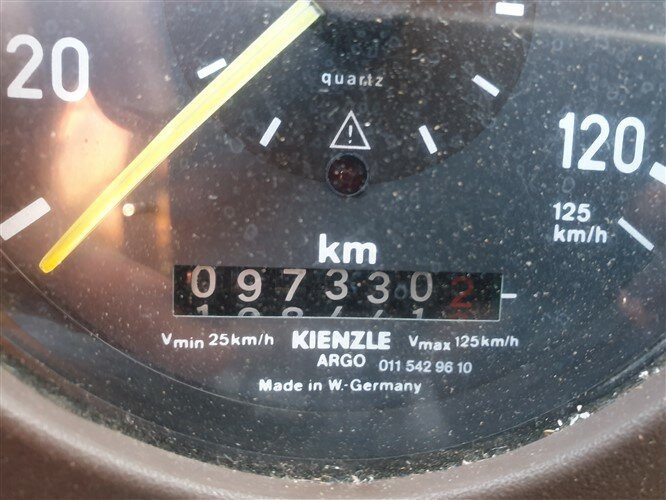 20
quartz
120
125
km/h
km
0973302
Vmin 25km/h KIENZLE Vmax 125km/h
ARGO 011 542 96 10
Made in W.-Germany